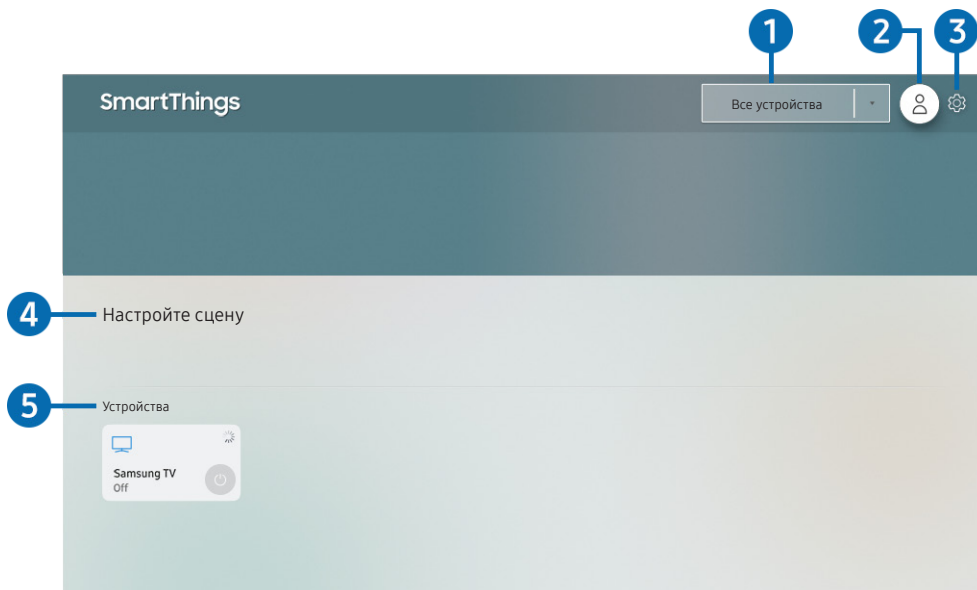 1
2
3
SmartThings
Все устройства
4
Настройте сцену
5
Устройства
Samsung TV
Off